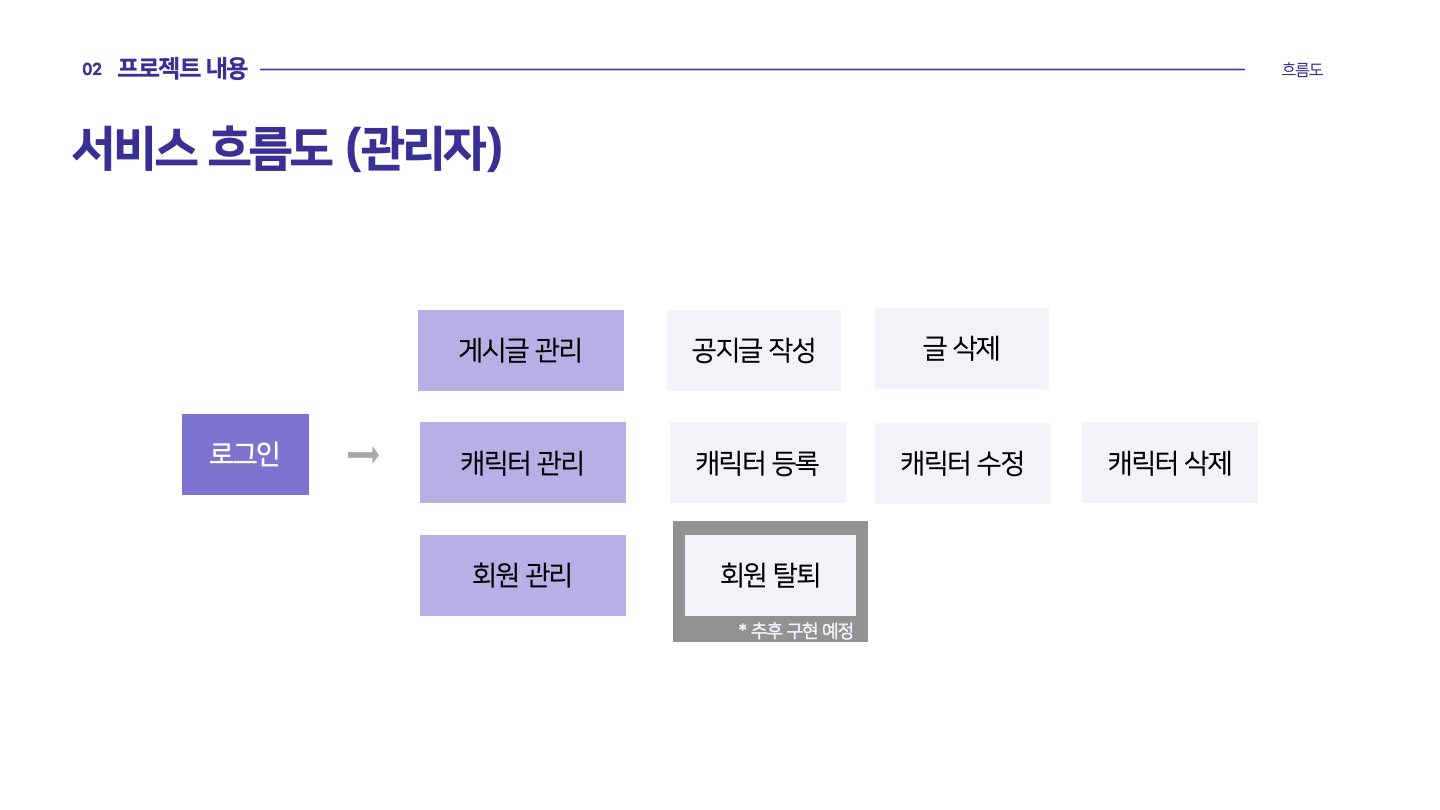 02 프로젝트 내용
흐름도
서비스 흐름도 (관리자)
게시글 관리
공지글 작성
글 삭제
로그인
캐릭터 관리
캐릭터 등록
캐릭터 수정
캐릭터 삭제
회원 관리
회원 탈퇴
* 추후 구현 예정